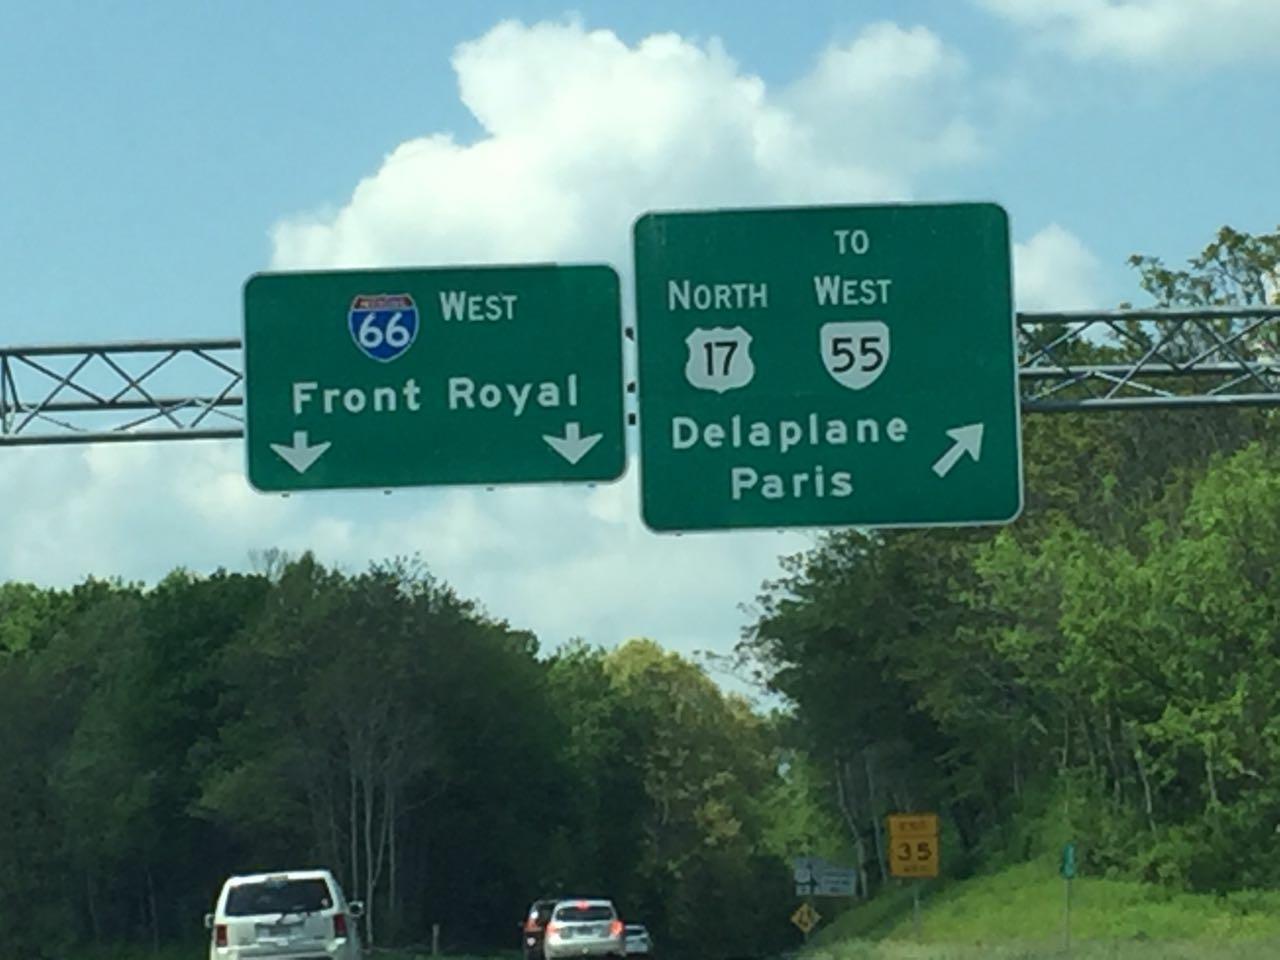 66 WEST
Front Royal
TO
NORTH WEST
17 55
Delaplane
Paris
35